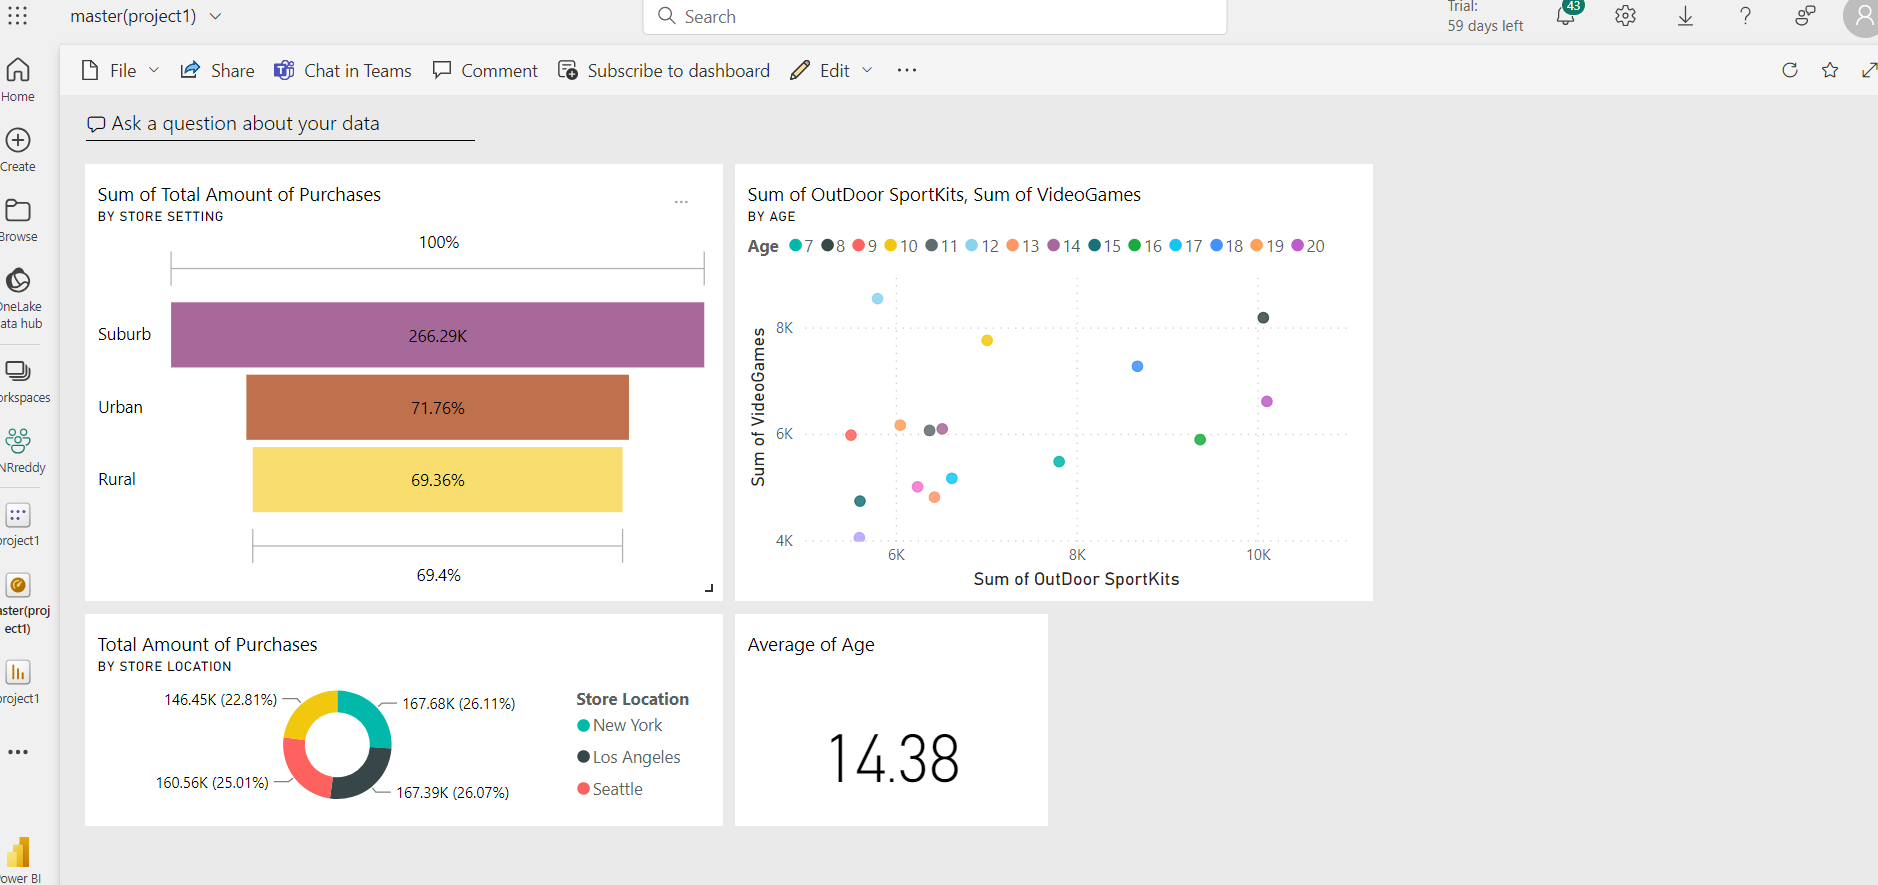 master(project1)
Search
Trial:
59 days left
43
File
Share
Chat in Teams
Comment
Subscribe to dashboard
Edit
Home
Create
Browse
OneLake
ata hub
orkspaces
NRreddy
project1
aster(proj
ect1)
project1
ower BI
Ask a question about your data
Sum of Total Amount of Purchases
BY STORE SETTING
100%
Suburb
266.29K
Urban
71.76%
Rural
69.36%
69.4%
Sum of OutDoor SportKits, Sum of VideoGames
BY AGE
Age 7 8 9 10 11 12 13 14 15 16 17 18 19 20
Sum of VideoGames
8K
6K
4K
6K 8K 10K
Sum of OutDoor SportKits
Total Amount of Purchases
BY STORE LOCATION
146.45K (22.81%)
167.68K (26.11%)
160.56K (25.01%)
167.39K (26.07%)
Store Location
New York
Los Angeles
Seattle
Average of Age
14.38